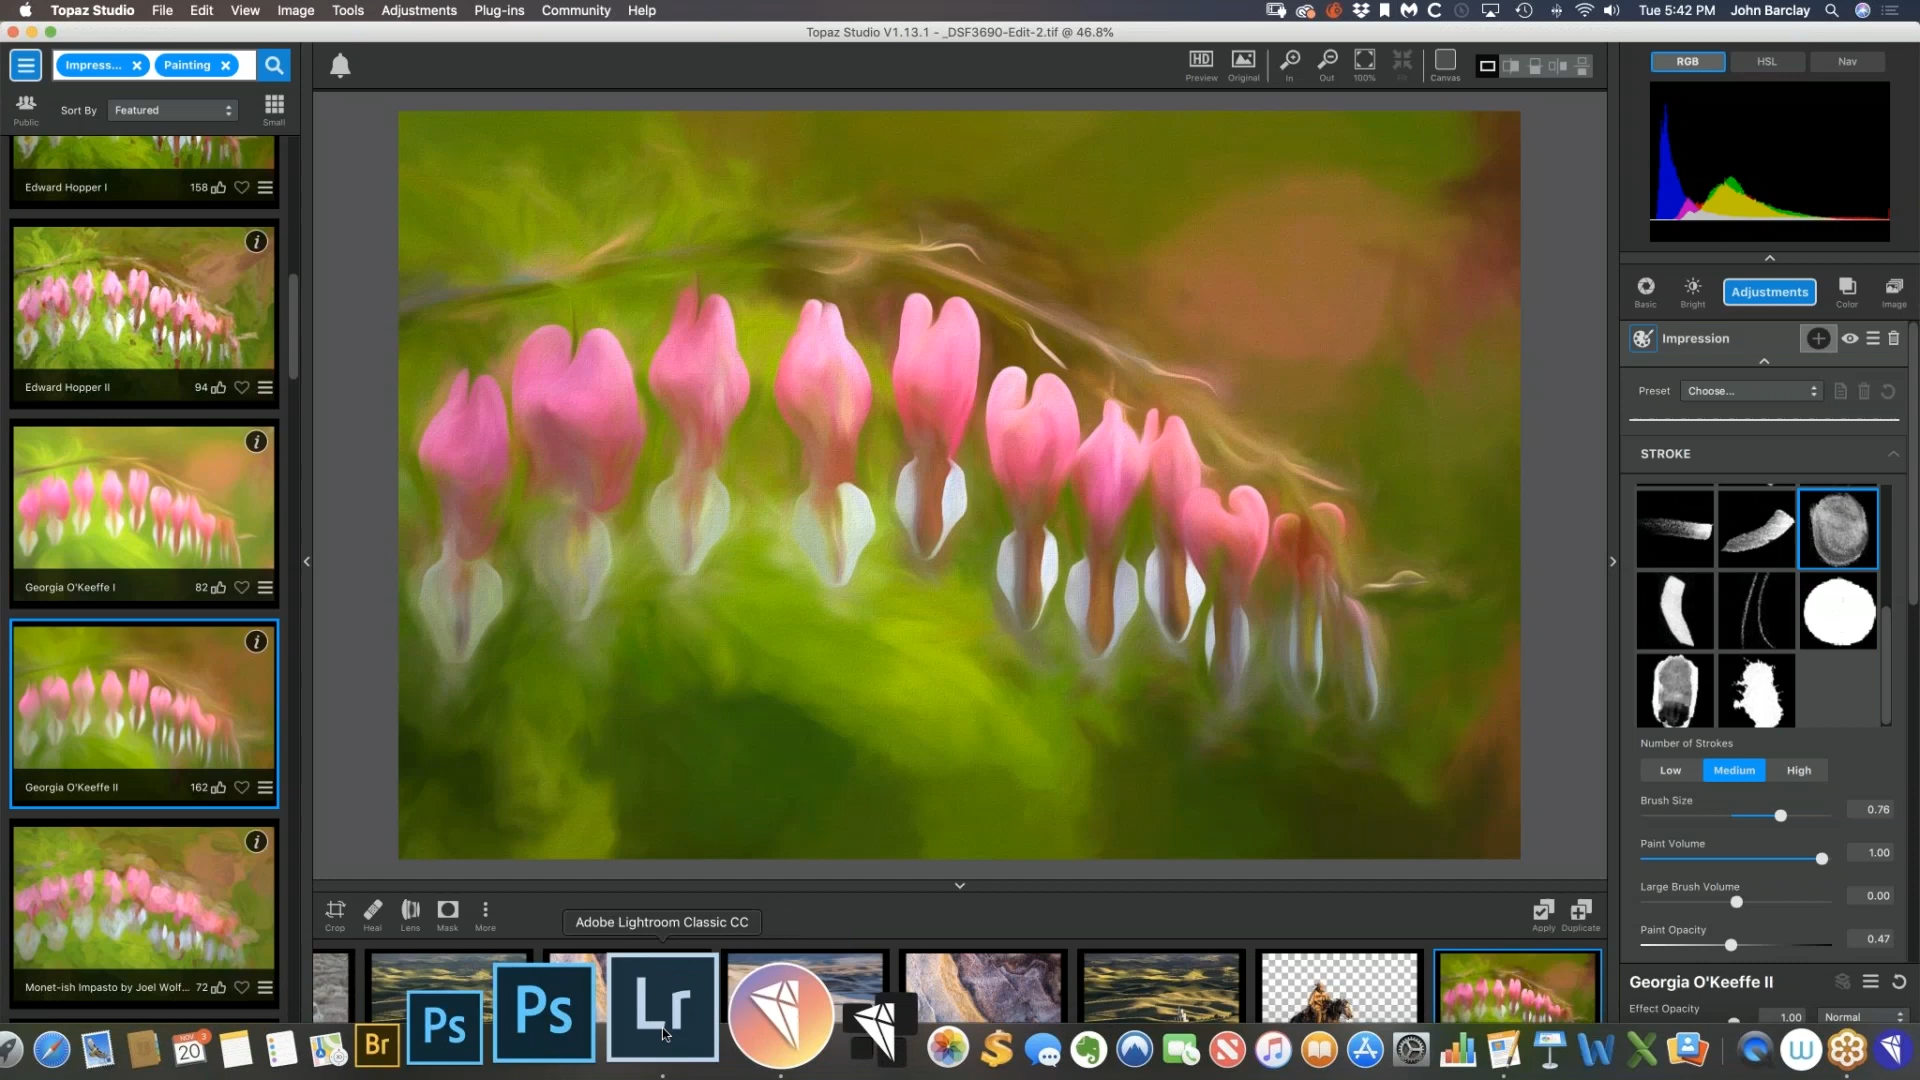 Topaz Studio File Edit View Image Tools Adjustments Plug-ins Community Help Tue 5:42 PM John Barclay
Topaz Studio V1.13.1 - _DSF3690-Edit-2.tif @ 46.8%
Impress... Painting
Public Sort By Featured Small
HD Preview Original In Out 100% Canvas
RGB HSL Nav
Edward Hopper I 158
Edward Hopper II 94
Georgia O'Keeffe I 82
Georgia O'Keeffe II 162
Monet-ish Impasto by Joel Wolf... 72
Basic Bright Adjustments Color Image
Impression
Preset Choose...
STROKE
Number of Strokes
Low Medium High
Brush Size 0.76
Paint Volume 1.00
Large Brush Volume 0.00
Paint Opacity 0.47
Georgia O'Keeffe II
Effect Opacity 1.00 Normal
Crop Heal Lens Mask More
Adobe Lightroom Classic CC
Apply Duplicate
NOV 20 3
Br Ps Ps Lr